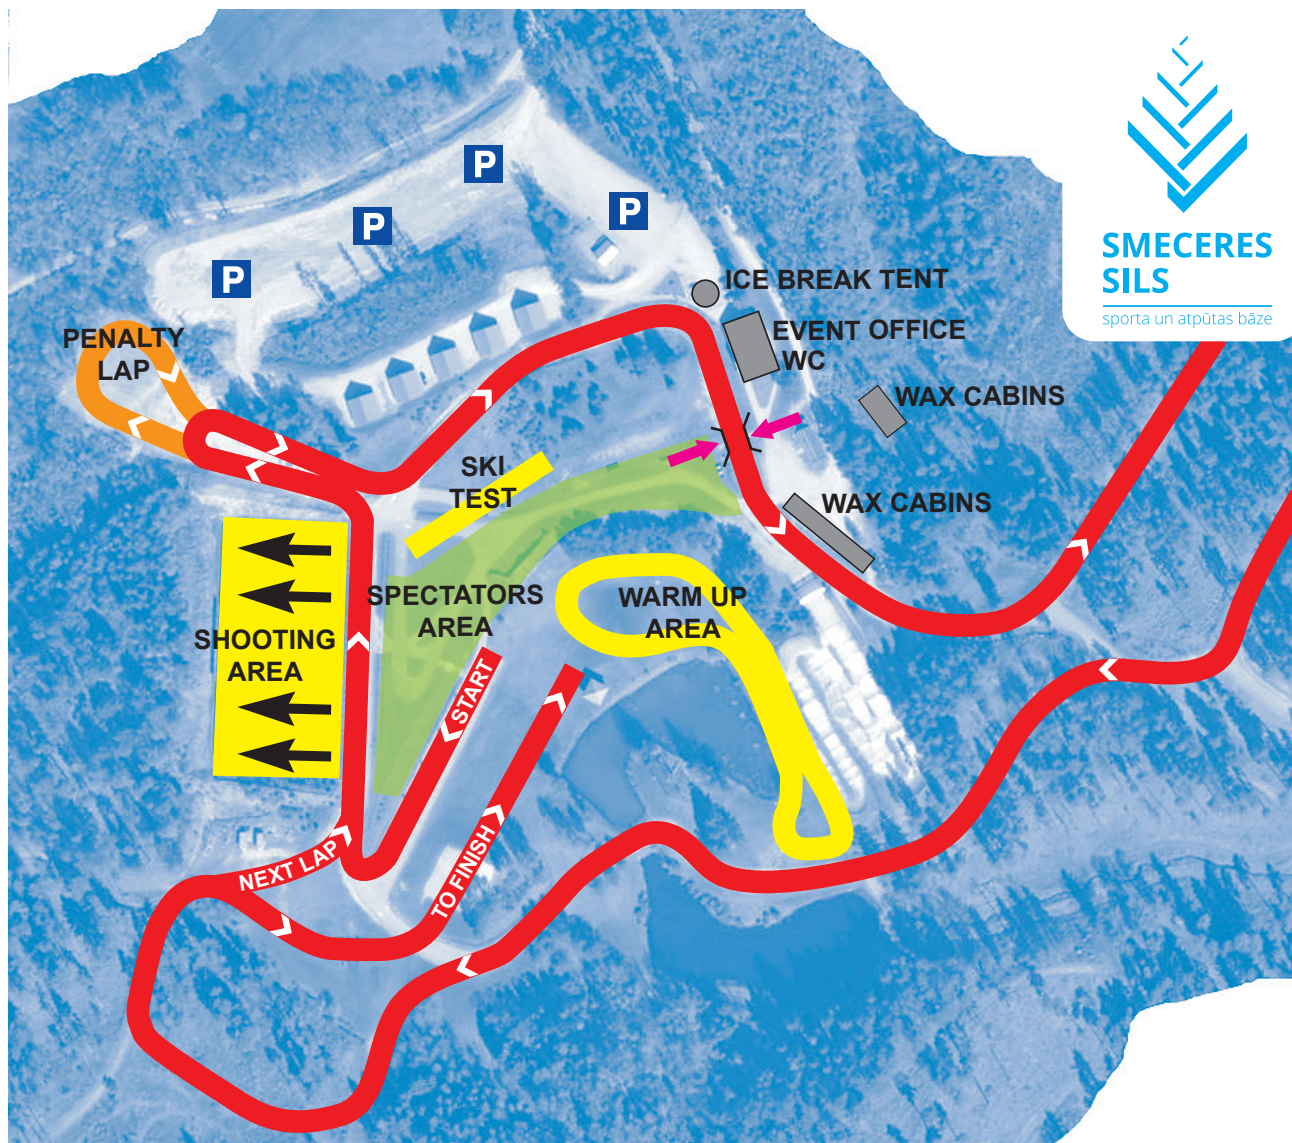 P
P
P
P
SMECERES
SILS
sporta un atpūtas bāze
ICE BREAK TENT
EVENT OFFICE
WC
PENALTY
LAP
WAX CABINS
SKI
TEST
WAX CABINS
SPECTATORS
AREA
WARM UP
AREA
SHOOTING
AREA
START
NEXT LAP
TO FINISH